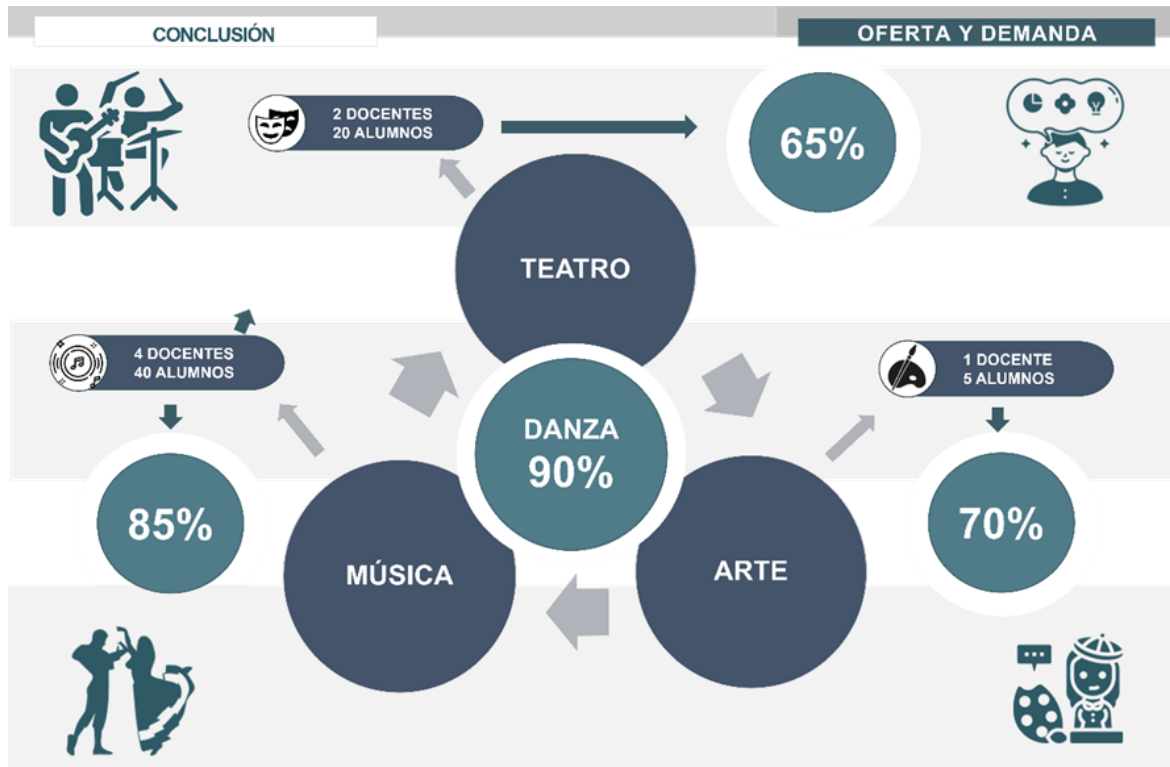 CONCLUSIÓN
OFERTA Y DEMANDA
2 DOCENTES
20 ALUMNOS
65%
TEATRO
4 DOCENTES
40 ALUMNOS
1 DOCENTE
5 ALUMNOS
DANZA
90%
85%
70%
MÚSICA
ARTE